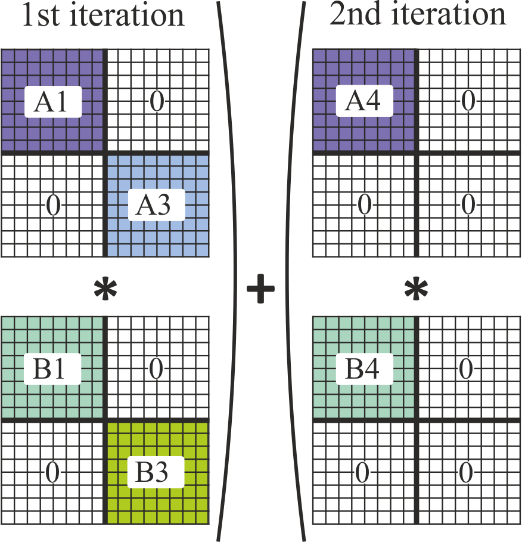 1st iteration
2nd iteration
A1 0
0 A3
A4 0
0 0
*
+
*
B1 0
0 B3
B4 0
0 0